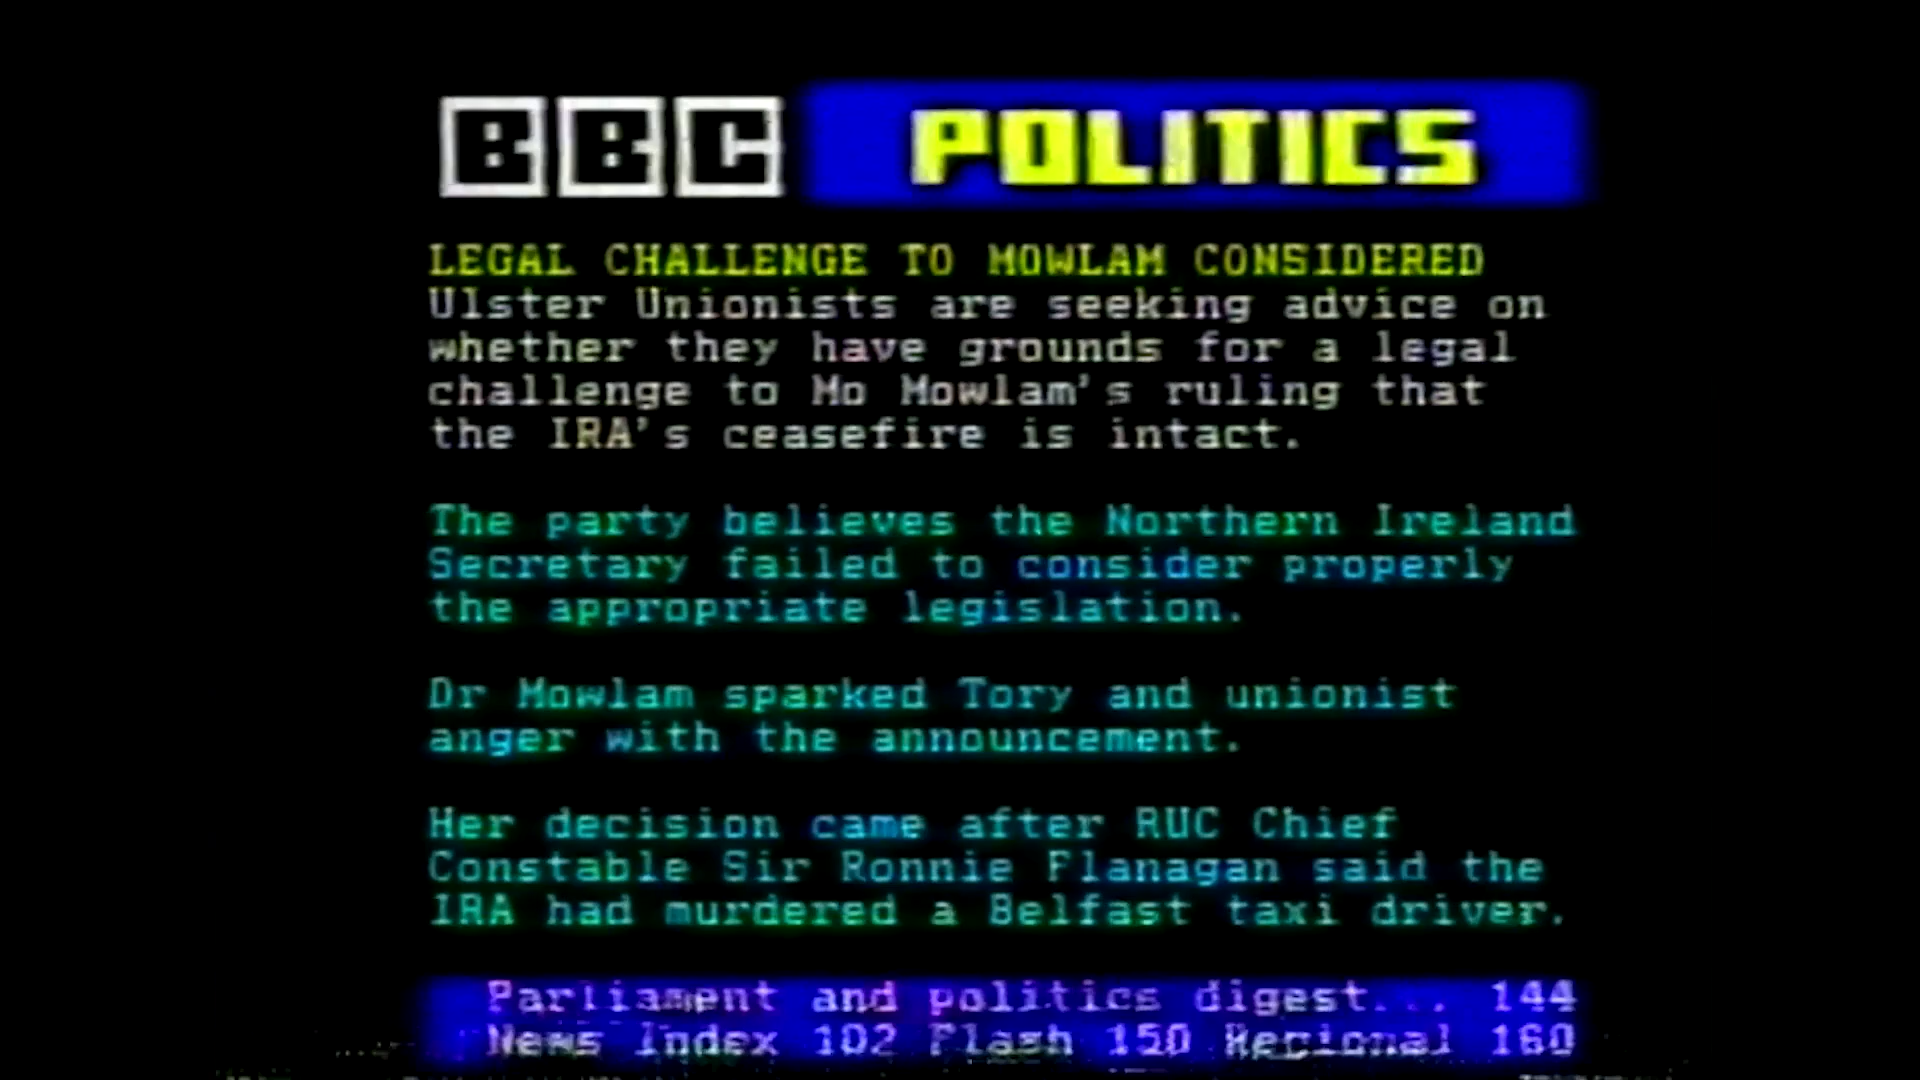 BBC POLITICS
LEGAL CHALLENGE TO MOWLAM CONSIDERED
Ulster Unionists are seeking advice on
whether they have grounds for a legal
challenge to Mo Mowlam's ruling that
the IRA's ceasefire is intact.
The party believes the Northern Ireland
Secretary failed to consider properly
the appropriate legislation.
Dr Mowlam sparked Tory and unionist
anger with the announcement.
Her decision came after RUC Chief
Constable Sir Ronnie Flanagan said the
IRA had murdered a Belfast taxi driver.
Parliament and politics digest... 144
News Index 102 Flash 150 Regional 160